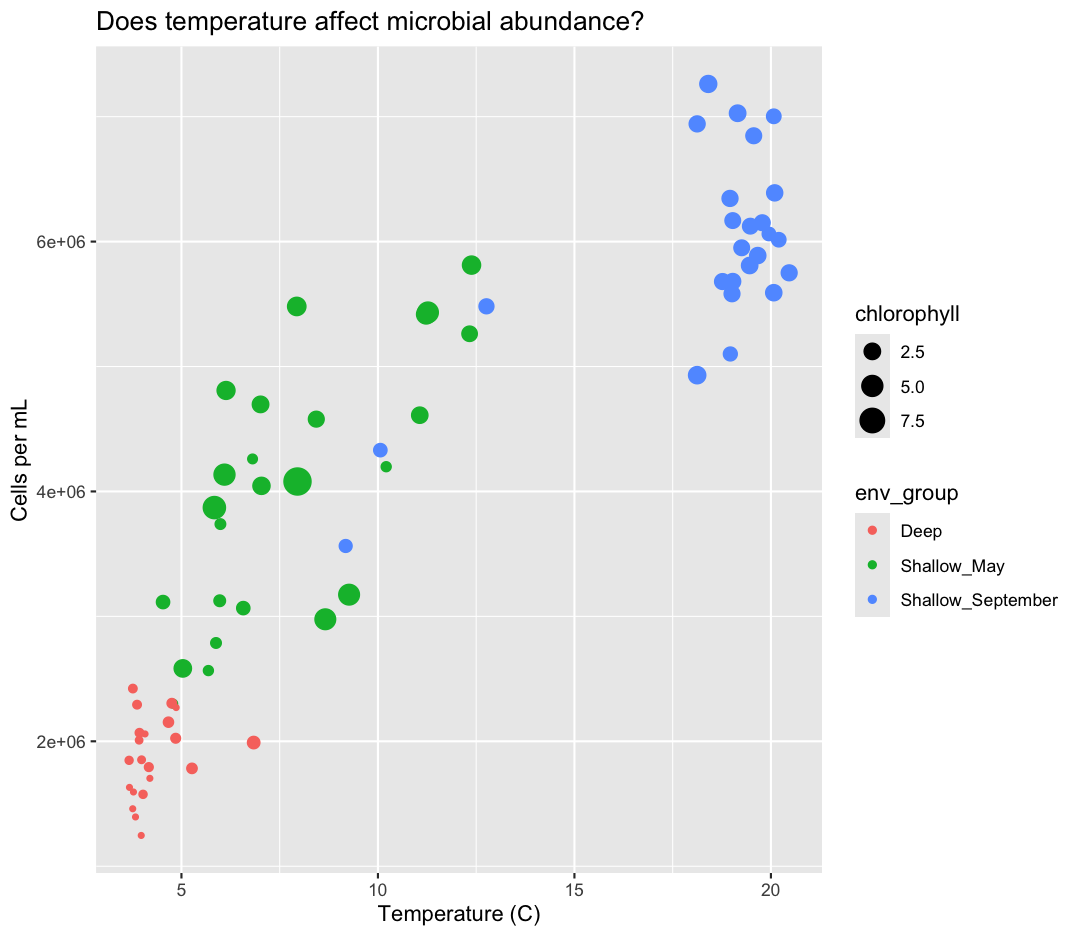 Does temperature affect microbial abundance?
Cells per mL
6e+06
4e+06
2e+06
5
10
15
20
Temperature (C)
chlorophyll
2.5
5.0
7.5
env_group
Deep
Shallow_May
Shallow_September